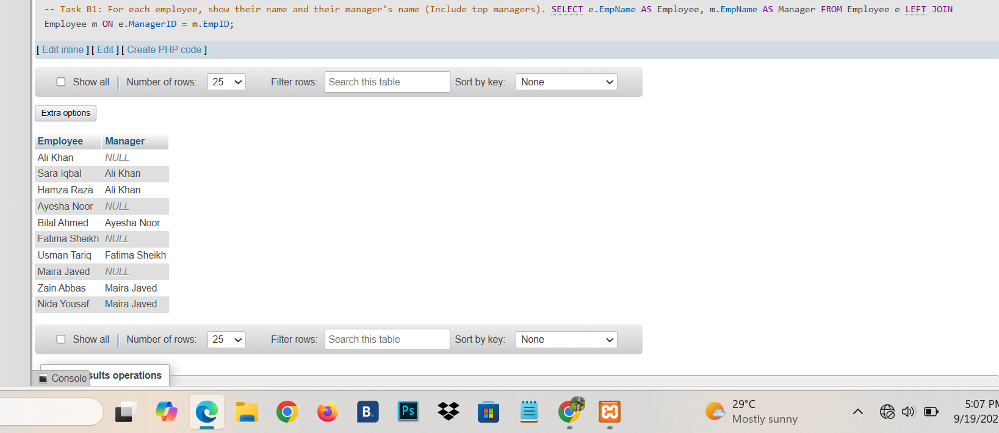 -- Task B1: For each employee, show their name and their manager's name (Include top managers). SELECT e.EmpName AS Employee, m.EmpName AS Manager FROM Employee e LEFT JOIN
Employee m ON e.ManagerID = m.EmpID;
[ Edit inline ] [ Edit ] [ Create PHP code ]
Show all | Number of rows: 25 Filter rows: Search this table Sort by key: None
Extra options
Employee Manager
Ali Khan NULL
Sara Iqbal Ali Khan
Hamza Raza Ali Khan
Ayesha Noor NULL
Bilal Ahmed Ayesha Noor
Fatima Sheikh NULL
Usman Tariq Fatima Sheikh
Maira Javed NULL
Zain Abbas Maira Javed
Nida Yousaf Maira Javed
Show all | Number of rows: 25 Filter rows: Search this table Sort by key: None
Console sults operations
B. Ps 29°C 5:07 PM
Mostly sunny 9/19/202